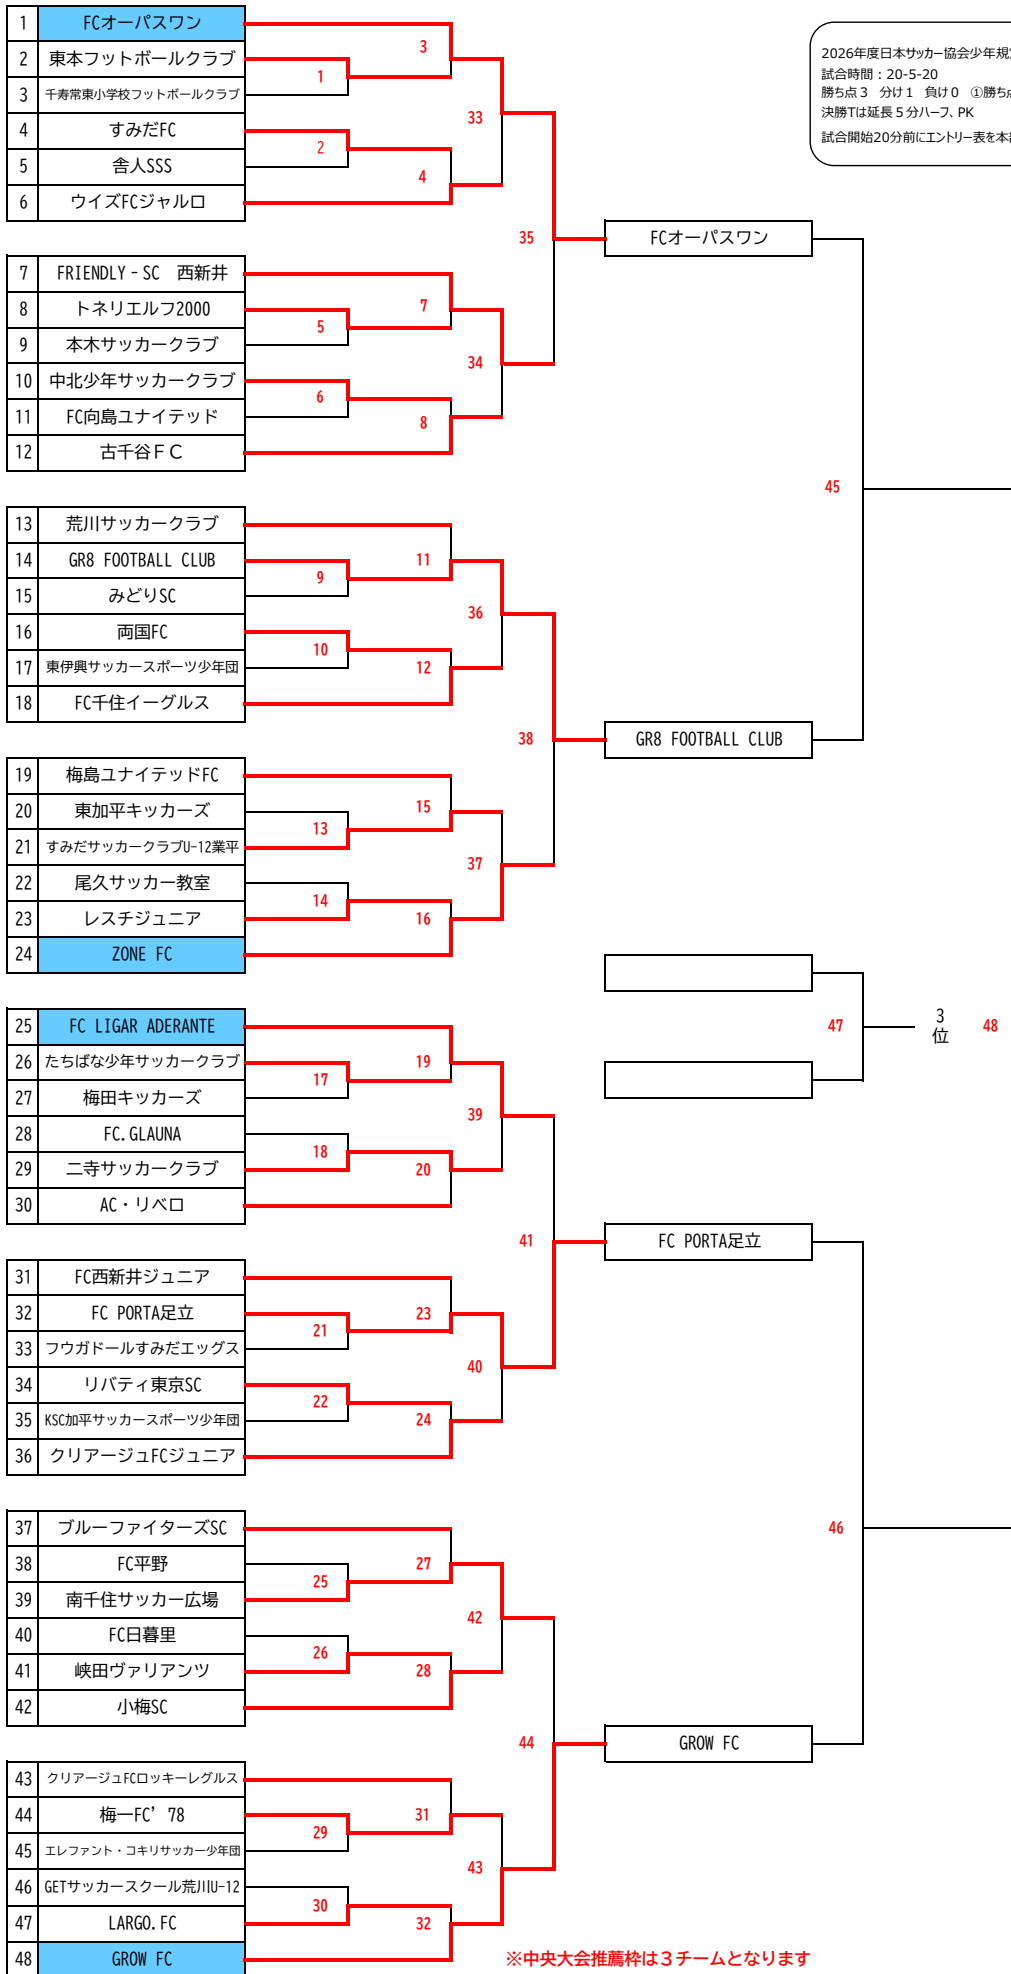 2026年度日本サッカー協会少年規
試合時間：20-5-20
勝ち点３　分け１　負け０　①勝ち
決勝Tは延長５分ハーフ、PK
試合開始20分前にエントリー表を本
1 FCオーパスワン
2 東本フットボールクラブ
3 千寿常東小学校フットボールクラブ
4 すみだFC
5 舎人SSS
6 ウイズFCジャルロ
3
1
2
4
33
35
FCオーパスワン
7 FRIENDLY‐SC　西新井
8 トネリエルフ2000
9 本木サッカークラブ
10 中北少年サッカークラブ
11 FC向島ユナイテッド
12 古千谷ＦＣ
7
5
6
8
34
45
13 荒川サッカークラブ
14 GR8 FOOTBALL CLUB
15 みどりSC
16 両国FC
17 東伊興サッカースポーツ少年団
18 FC千住イーグルス
11
9
10
12
36
38
GR8 FOOTBALL CLUB
19 梅島ユナイテッドFC
20 東加平キッカーズ
21 すみだサッカークラブU-12業平
22 尾久サッカー教室
23 レスチジュニア
24 ZONE FC
15
13
14
16
37
47
3位
48
25 FC LIGAR ADERANTE
26 たちばな少年サッカークラブ
27 梅田キッカーズ
28 FC.GLAUNA
29 二寺サッカークラブ
30 AC・リベロ
19
17
18
20
39
41
FC PORTA足立
31 FC西新井ジュニア
32 FC PORTA足立
33 フウガドールすみだエッグス
34 リバティ東京SC
35 KSC加平サッカースポーツ少年団
36 クリアージュFCジュニア
23
21
22
24
40
46
37 ブルーファイターズSC
38 FC平野
39 南千住サッカー広場
40 FC日暮里
41 峡田ヴァリアンツ
42 小梅SC
27
25
26
28
42
44
GROW FC
43 クリアージュFCロッキーレグルス
44 梅一FC’78
45 エレファント・コキリサッカー少年団
46 GETサッカースクール荒川U-12
47 LARGO.FC
48 GROW FC
31
29
30
32
43
※中央大会推薦枠は３チームとなります